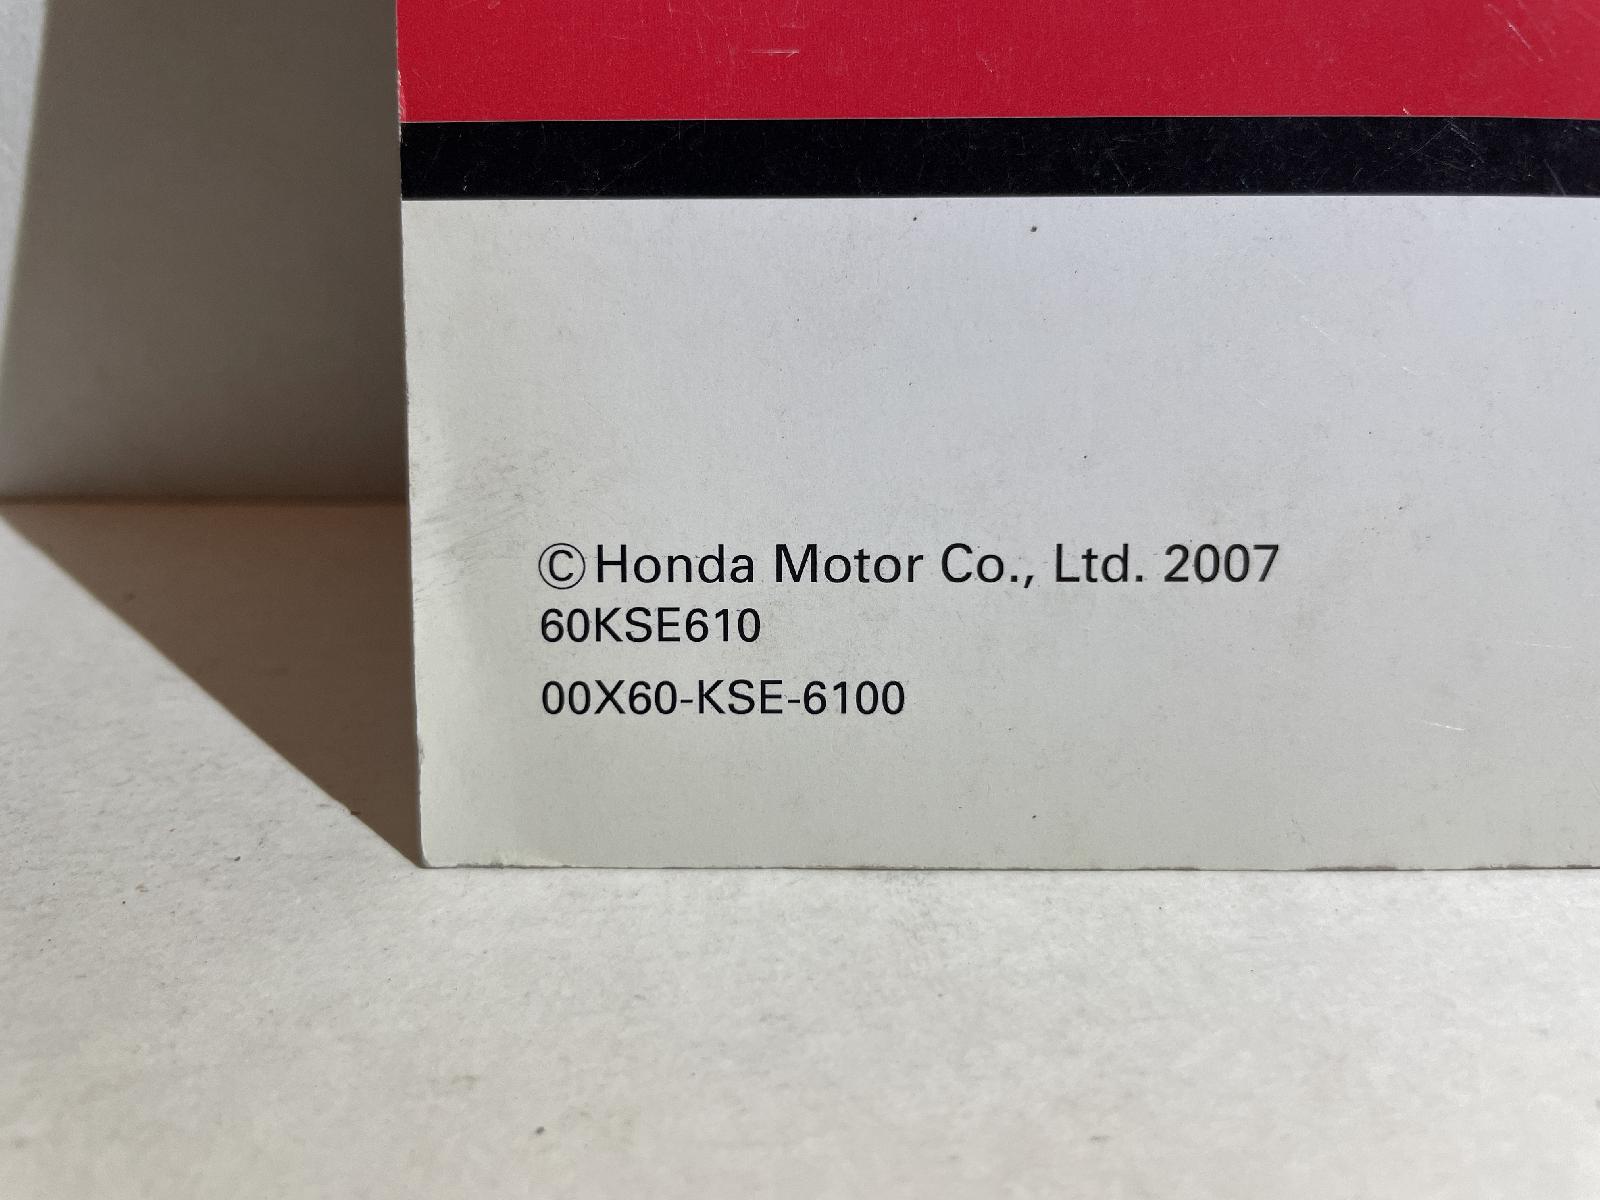 ©Honda Motor Co., Ltd. 2007
60KSE610
00X60-KSE-6100